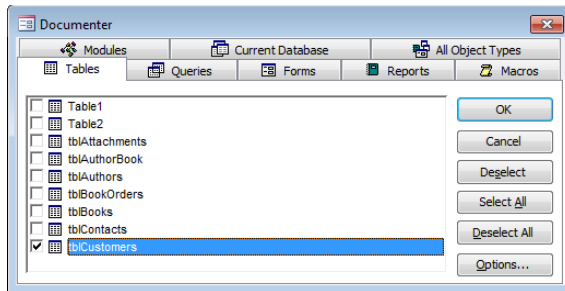 Documenter
Modules Current Database All Object Types
Tables Queries Forms Reports Macros
Table1
Table2
tblAttachments
tblAuthorBook
tblAuthors
tblBookOrders
tblBooks
tblContacts
tblCustomers
OK
Cancel
Deselect
Select All
Deselect All
Options...